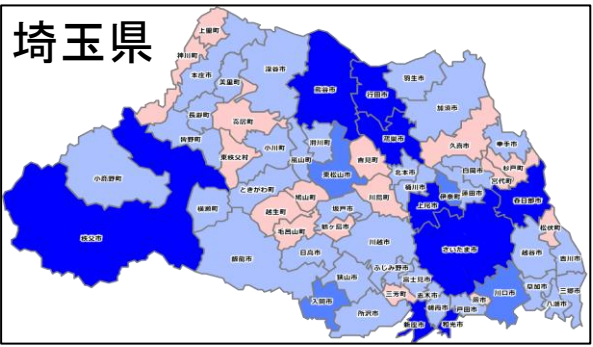 埼玉県
上里町
神川町
本庄市
美里町
深谷市
熊谷市
行田市
羽生市
加須市
長瀞町
寄居町
皆野町
小川町
滑川町
嵐山町
東秩父村
東松山市
吉見町
鴻巣市
北本市
久喜市
幸手市
杉戸町
宮代町
白岡市
蓮田市
伊奈町
桶川市
上尾市
春日部市
小鹿野町
ときがわ町
横瀬町
秩父市
越生町
鳩山町
毛呂山町
坂戸市
鶴ヶ島市
川島町
川越市
さいたま市
松伏町
越谷市
吉川市
飯能市
日高市
狭山市
ふじみ野市
富士見市
入間市
所沢市
三芳町
志木市
新座市
朝霞市
和光市
戸田市
蕨市
川口市
草加市
八潮市
三郷市